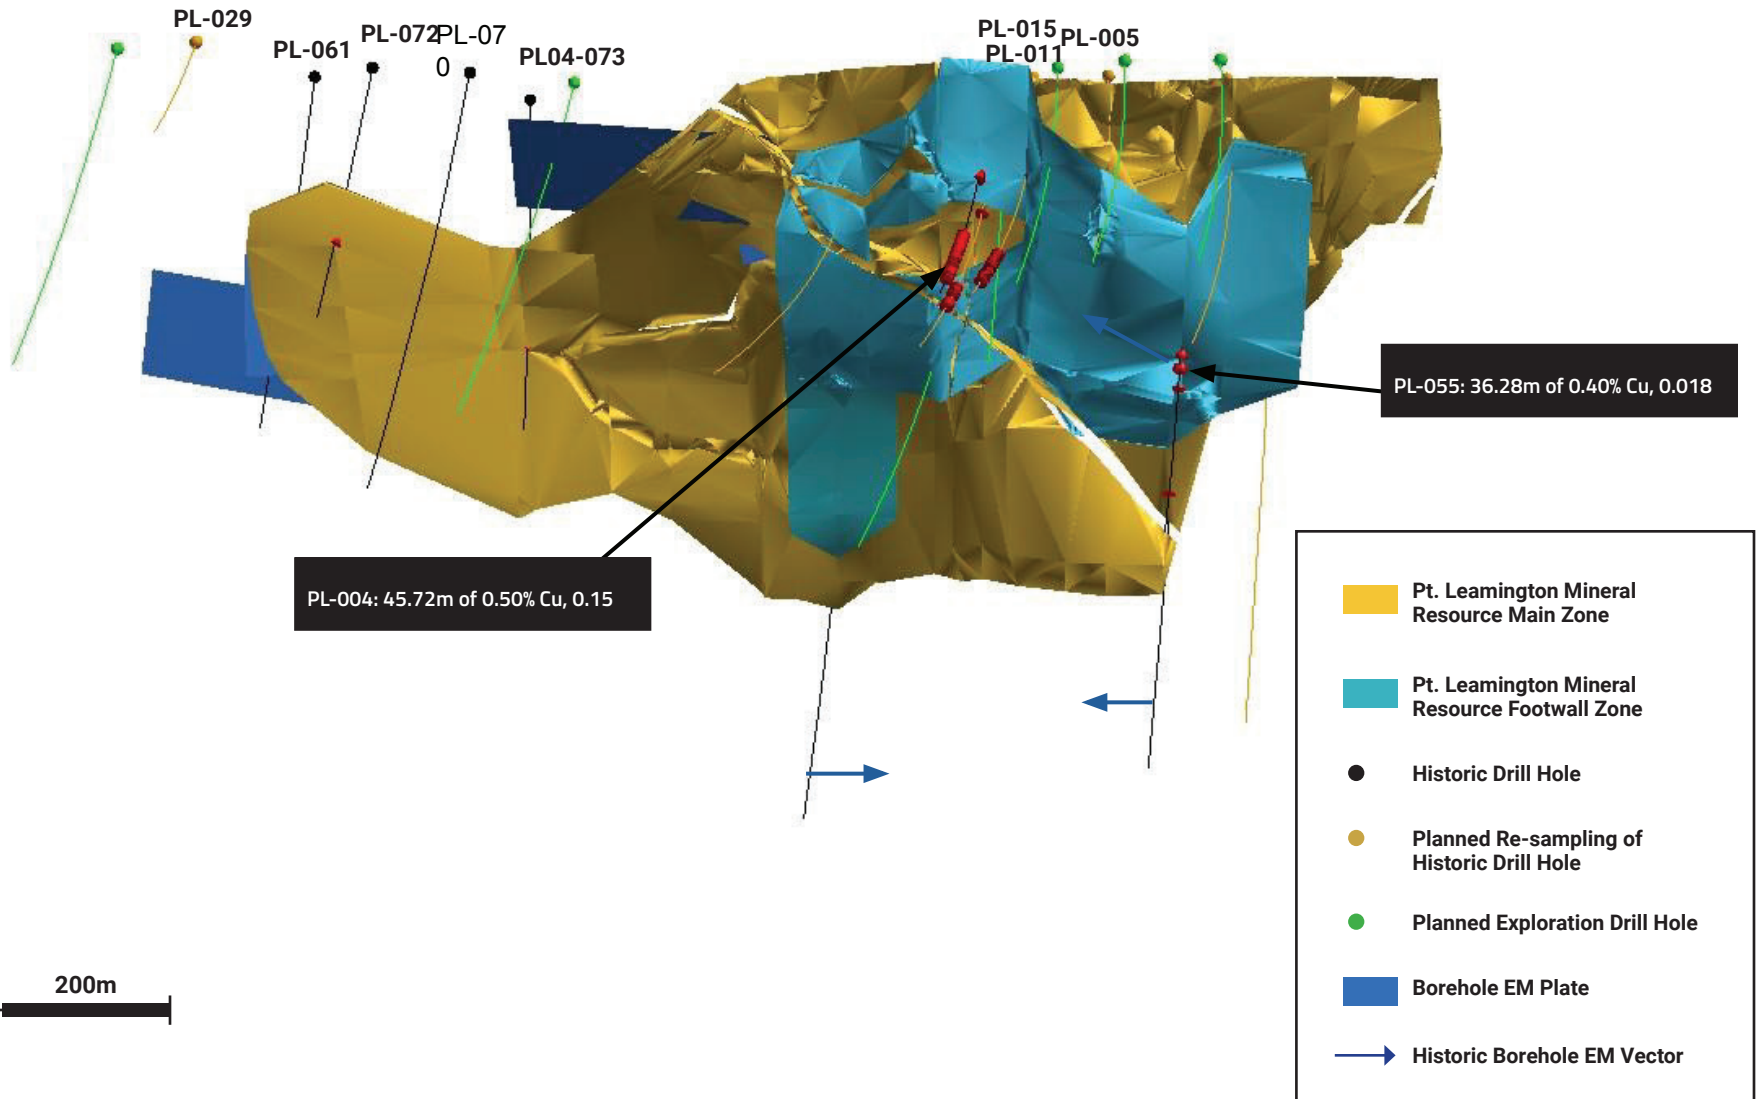 PL-029
PL-061
PL-072
PL-07
0
PL04-073
PL-015
PL-011
PL-005
PL-055: 36.28m of 0.40% Cu, 0.018
PL-004: 45.72m of 0.50% Cu, 0.15
Pt. Leamington Mineral
Resource Main Zone
Pt. Leamington Mineral
Resource Footwall Zone
Historic Drill Hole
Planned Re-sampling of
Historic Drill Hole
Planned Exploration Drill Hole
Borehole EM Plate
Historic Borehole EM Vector
200m